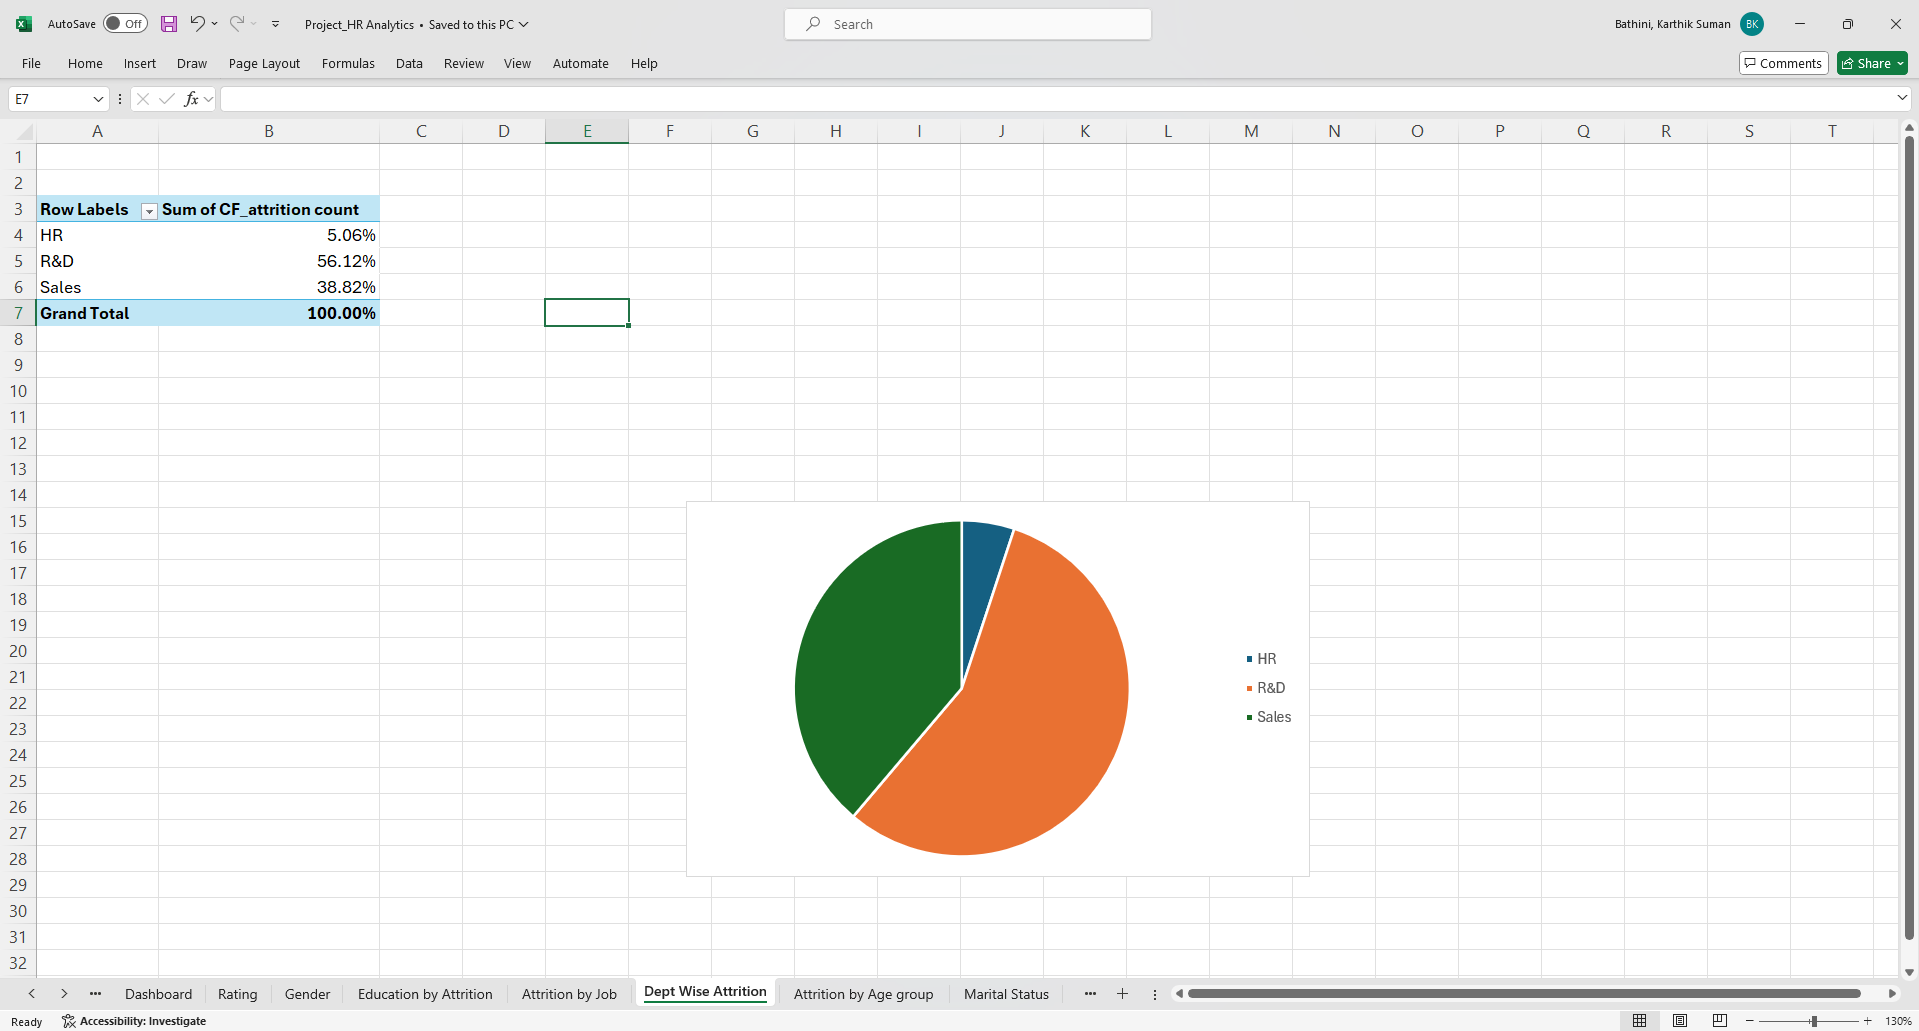 AutoSave Off Project_HR Analytics • Saved to this PC Search Bathini, Karthik Suman BK
File Home Insert Draw Page Layout Formulas Data Review View Automate Help Comments Share
E7 fx
A B C D E F G H I J K L M N O P Q R S T
1
2
3 Row Labels Sum of CF_attrition count
4 HR 5.06%
5 R&D 56.12%
6 Sales 38.82%
7 Grand Total 100.00%
8
9
10
11
12
13
14
15
16
17
18
19
20
21
22
23
24
25
26
27
28
29
30
31
32
HR
R&D
Sales
Dashboard Rating Gender Education by Attrition Attrition by Job Dept Wise Attrition Attrition by Age group Marital Status
Ready Accessibility: Investigate 130%